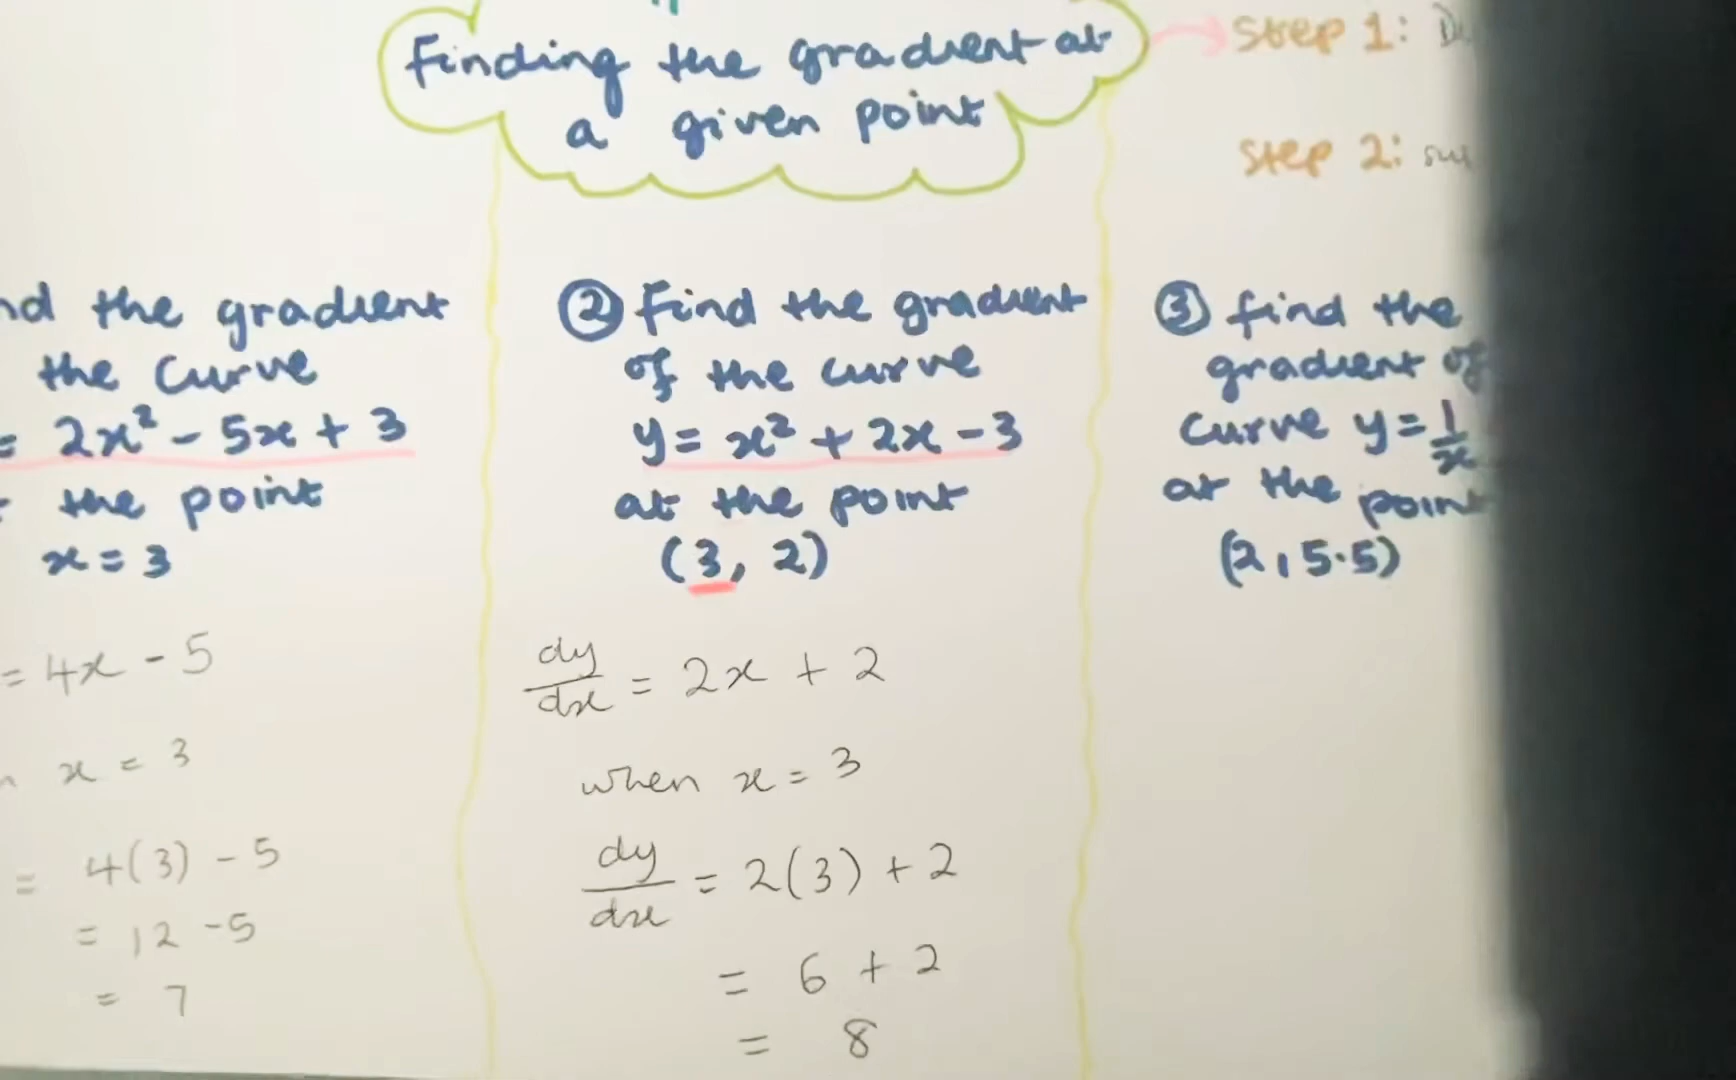 Finding the gradient at
a given point
Step 1:
Step 2:
the gradient
the curve
= 2x² - 5x + 3
the point
x = 3
= 4x - 5
x = 3
= 4(3) - 5
= 12 - 5
= 7
② Find the gradient
of the curve
y = x² + 2x - 3
at the point
(3, 2)
dy/dx = 2x + 2
when x = 3
dy/dx = 2(3) + 2
= 6 + 2
= 8
③ find the
gradient of
curve y = 1/x
at the point
(2, 5.5)